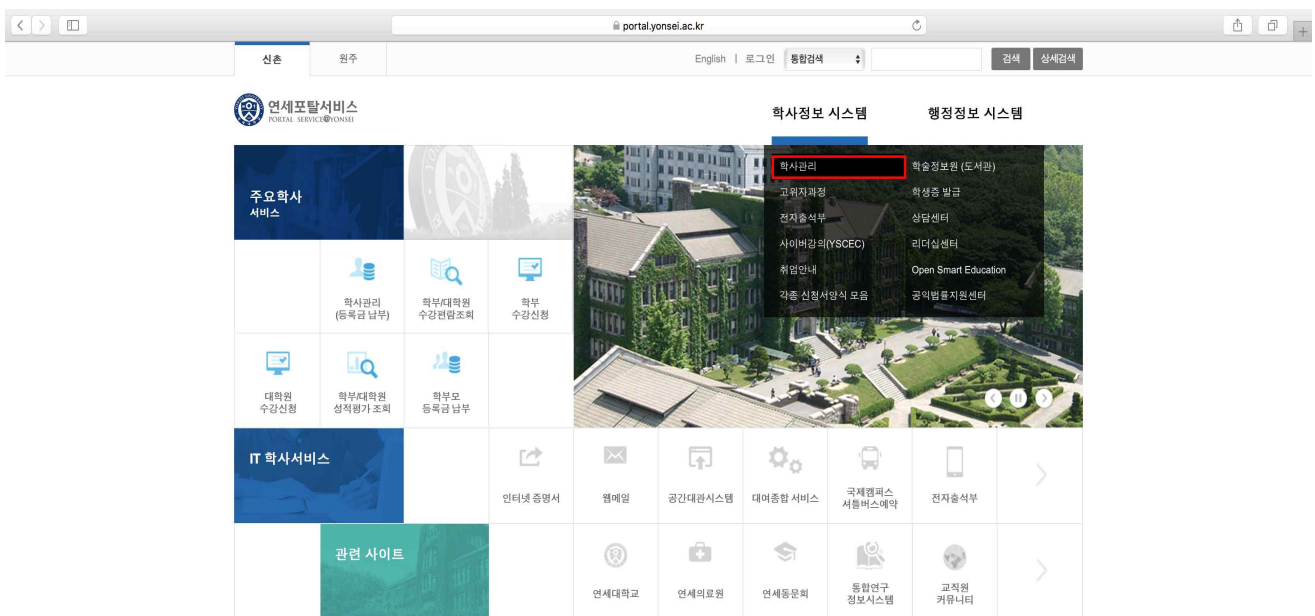 portal.yonsei.ac.kr
신촌
원주
English | 로그인
통합검색
검색
상세검색
연세포탈서비스
PORTAL SERVICE@YONSEI
학사정보 시스템
행정정보 시스템
학사관리
학술정보원 (도서관)
고위자과정
학생증 발급
전자출석부
상담센터
사이버강의(YSCEC)
리더십센터
취업안내
Open Smart Education
각종 신청서양식 모음
공익법률지원센터
주요학사
서비스
학사관리
(등록금 납부)
학부/대학원
수강편람조회
학부
수강신청
대학원
수강신청
학부/대학원
성적평가 조회
학부모
등록금 납부
IT 학사서비스
인터넷 증명서
웹메일
공간대관시스템
대여종합 서비스
국제캠퍼스
셔틀버스예약
전자출석부
관련 사이트
연세대학교
연세의료원
연세동문회
통합연구
정보시스템
교직원
커뮤니티